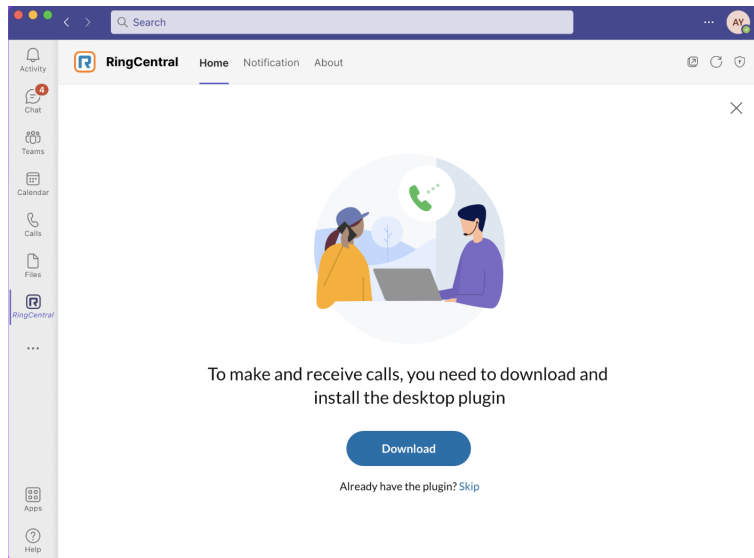 Search
AY
Activity
RingCentral
Home
Notification
About
4
Chat
Teams
Calendar
Calls
Files
RingCentral
To make and receive calls, you need to download and
install the desktop plugin
Download
Already have the plugin? Skip
Apps
Help